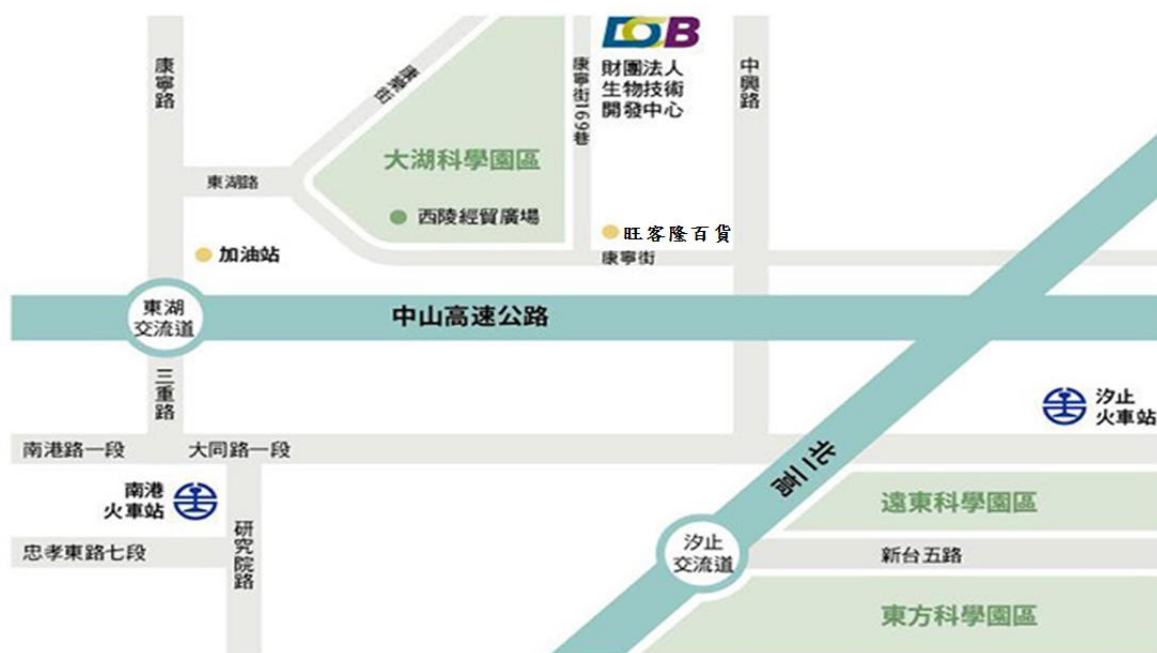 DCB
財團法人
生物技術
開發中心
康寧路
康樂街
康寧街169巷
中興路
大湖科學園區
東湖路
西陵經貿廣場
旺客隆百貨
加油站
康寧街
東湖
交流道
中山高速公路
三重路
汐止
火車站
南港路一段
大同路一段
北二高
南港
火車站
遠東科學園區
研究院路
忠孝東路七段
汐止
交流道
新台五路
東方科學園區